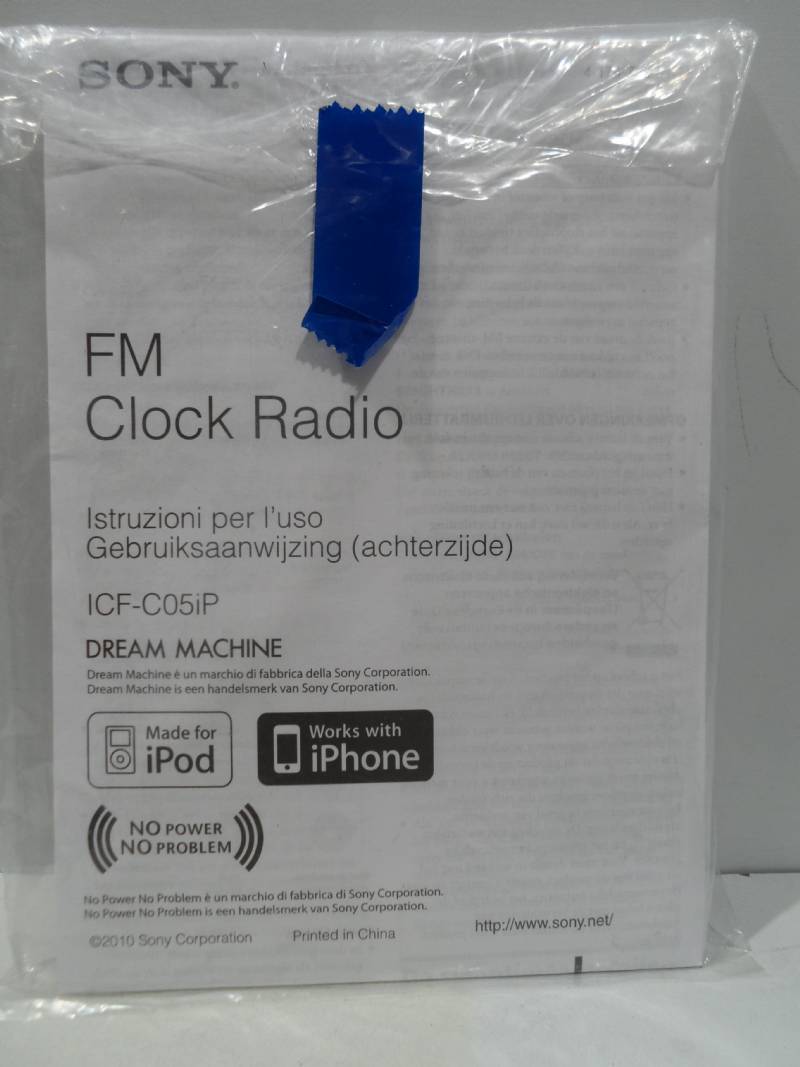 SONY
FM
Clock Radio
Istruzioni per l'uso
Gebruiksaanwijzing (achterzijde)
ICF-C05iP
DREAM MACHINE
Dream Machine è un marchio di fabbrica della Sony Corporation.
Dream Machine is een handelsmerk van Sony Corporation.
Made for
iPod
Works with
iPhone
NO POWER
NO PROBLEM
No Power No Problem è un marchio di fabbrica di Sony Corporation.
No Power No Problem is een handelsmerk van Sony Corporation.
©2010 Sony Corporation
Printed in China
http://www.sony.net/